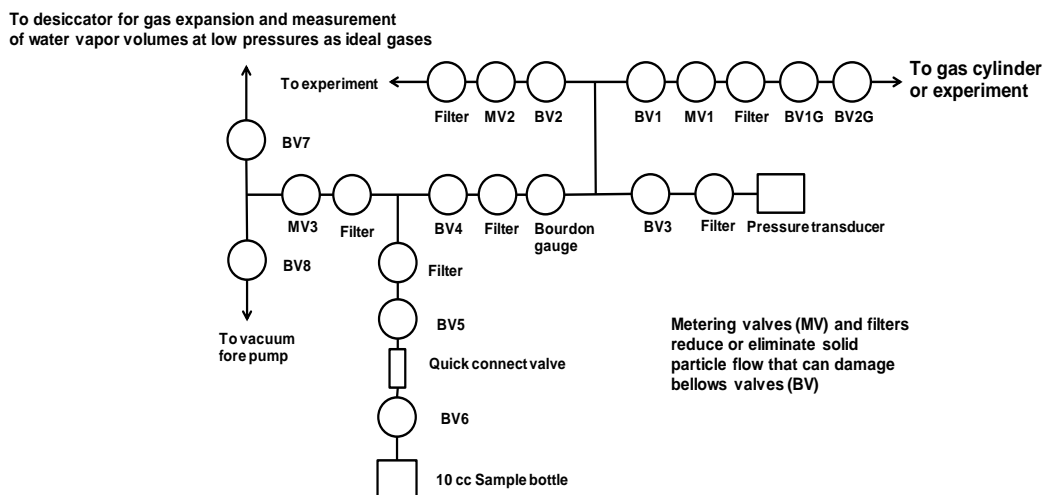 To desiccator for gas expansion and measurement
of water vapor volumes at low pressures as ideal gases
To experiment
To gas cylinder
or experiment
Filter
MV2
BV2
BV1
MV1
Filter
BV1G
BV2G
BV7
MV3
Filter
BV4
Filter
Bourdon
gauge
BV3
Filter
Pressure transducer
BV8
Filter
To vacuum
fore pump
BV5
Quick connect valve
BV6
10 cc Sample bottle
Metering valves (MV) and filters
reduce or eliminate solid
particle flow that can damage
bellows valves (BV)